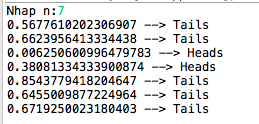 Nhap n:7
0.5677610202306907 --> Tails
0.6623956413334438 --> Tails
0.006250600996479783 --> Heads
0.38081334333900874 --> Heads
0.8543779418204647 --> Tails
0.6455009877224964 --> Tails
0.6719250023180403 --> Tails